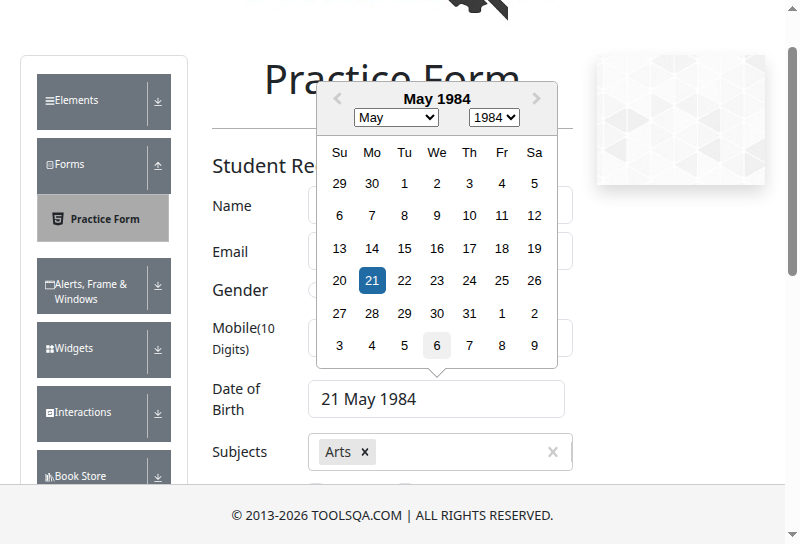 Practice Form
Elements
Forms
Practice Form
Alerts, Frame &
Windows
Widgets
Interactions
Book Store
Student Re
Name
Email
Gender
Mobile(10
Digits)
May 1984
May
1984
Su Mo Tu We Th Fr Sa
29 30 1 2 3 4 5
6 7 8 9 10 11 12
13 14 15 16 17 18 19
20 21 22 23 24 25 26
27 28 29 30 31 1 2
3 4 5 6 7 8 9
Date of
Birth
21 May 1984
Subjects
Arts
© 2013-2026 TOOLSQA.COM | ALL RIGHTS RESERVED.